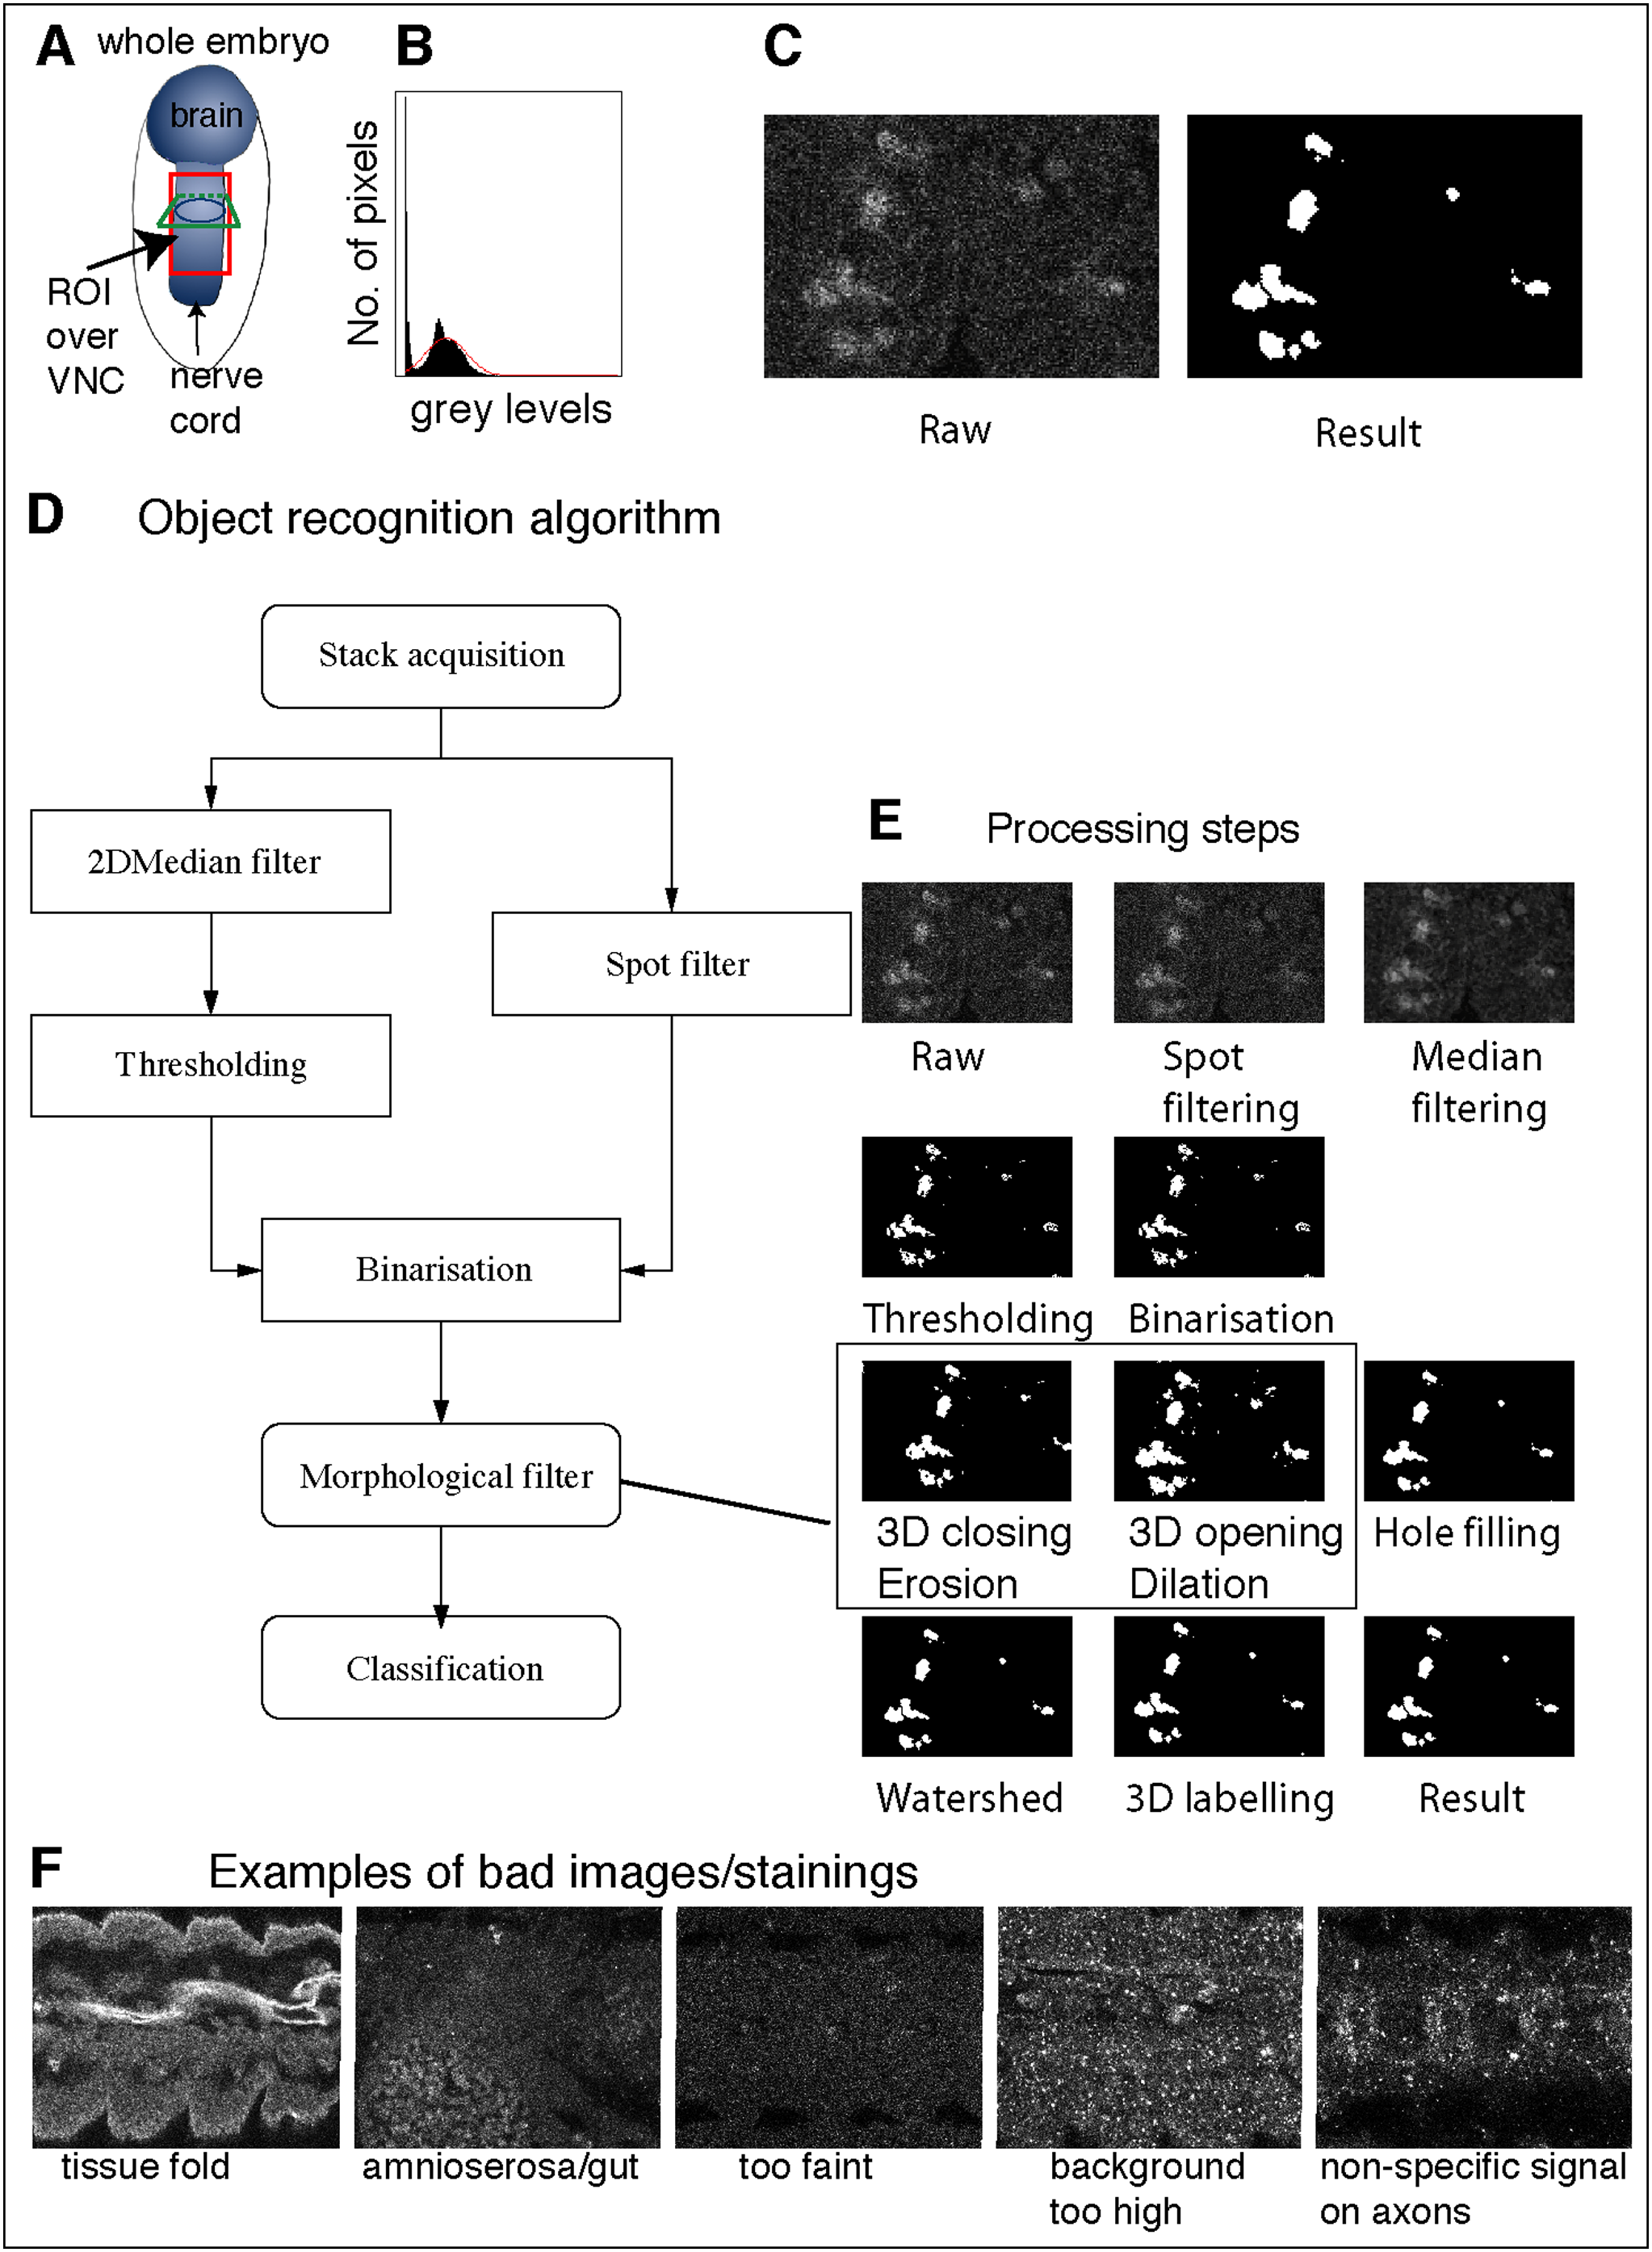 A whole embryo
brain
ROI
over
VNC
nerve
cord
B
No. of pixels
grey levels
C
Raw
Result
D Object recognition algorithm
Stack acquisition
2DMedian filter
Spot filter
Thresholding
Binarisation
Morphological filter
Classification
E Processing steps
Raw
Spot
filtering
Median
filtering
Thresholding
Binarisation
3D closing
Erosion
3D opening
Dilation
Hole filling
Watershed
3D labelling
Result
F Examples of bad images/stainings
tissue fold
amnioserosa/gut
too faint
background
too high
non-specific signal
on axons